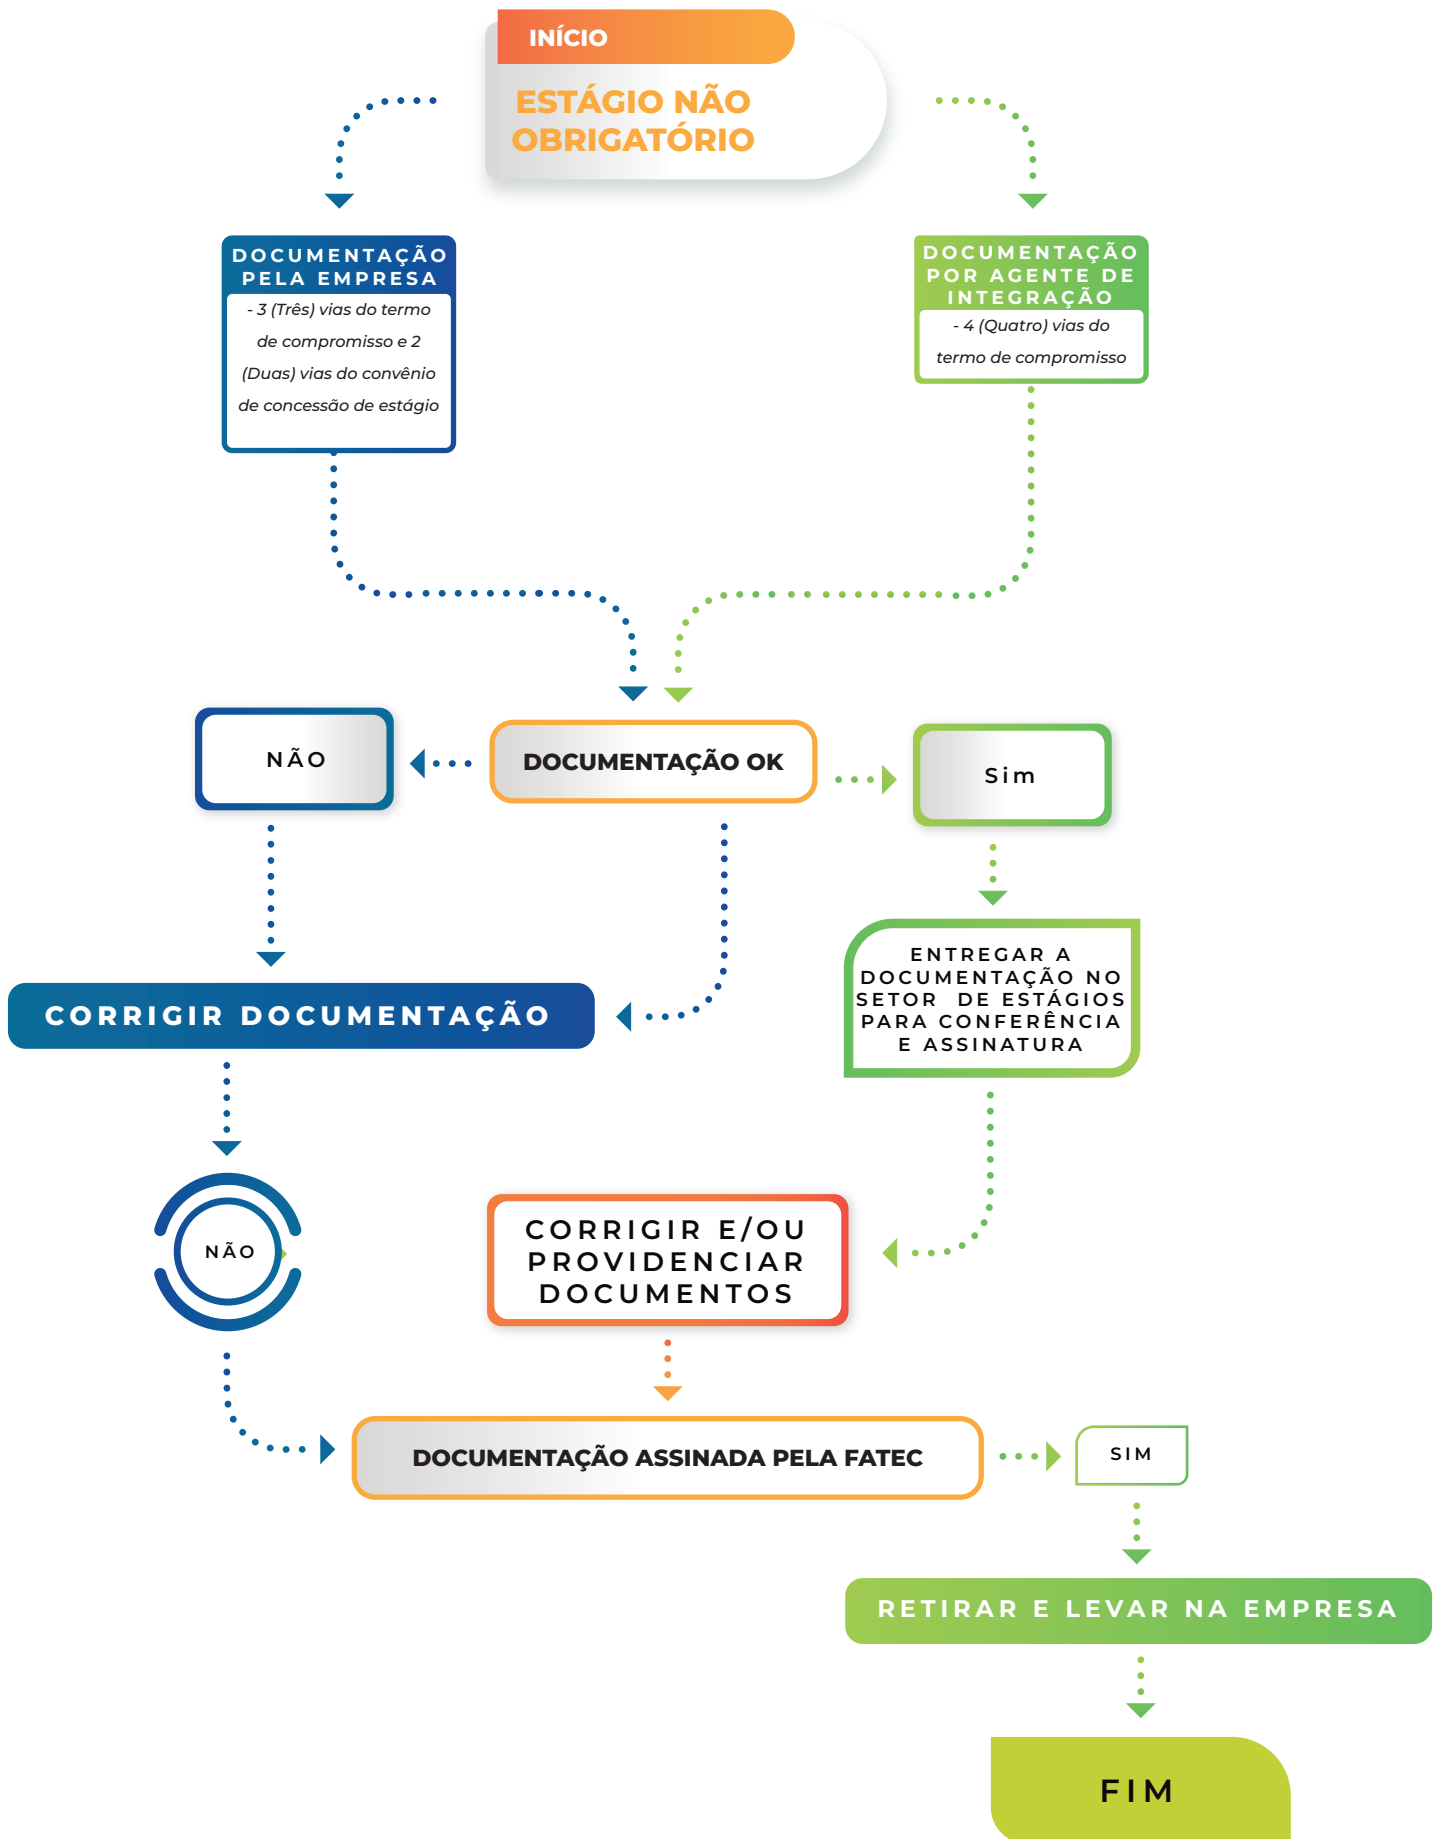 INÍCIO
ESTÁGIO NÃO
OBRIGATÓRIO
DOCUMENTAÇÃO
PELA EMPRESA
- 3 (Três) vias do termo
de compromisso e 2
(Duas) vias do convênio
de concessão de estágio
DOCUMENTAÇÃO
POR AGENTE DE
INTEGRAÇÃO
- 4 (Quatro) vias do
termo de compromisso
NÃO
DOCUMENTAÇÃO OK
Sim
CORRIGIR DOCUMENTAÇÃO
ENTREGAR A
DOCUMENTAÇÃO NO
SETOR DE ESTÁGIOS
PARA CONFERÊNCIA
E ASSINATURA
NÃO
CORRIGIR E/OU
PROVIDENCIAR
DOCUMENTOS
DOCUMENTAÇÃO ASSINADA PELA FATEC
SIM
RETIRAR E LEVAR NA EMPRESA
FIM